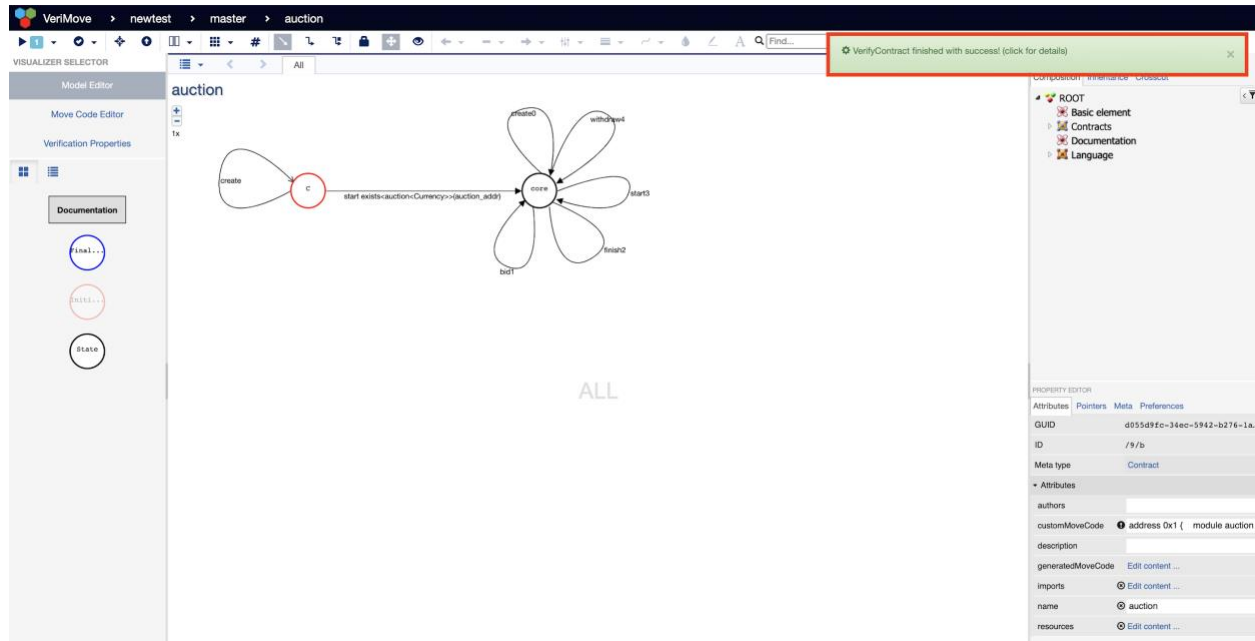 VeriMove > newtest > master > auction
1
#
A Find...
VerifyContract finished with success! (click for details) ×
VISUALIZER SELECTOR
Model Editor
Move Code Editor
Verification Properties
Documentation
Final...
Initi...
State
All
auction
1x
create
c
start exists<auction<Currency>>(auction_addr)
core
create0
withdraw4
start3
finish2
bid1
ALL
Composition Inheritance Crosscut
ROOT
Basic element
Contracts
Documentation
Language
PROPERTY EDITOR
Attributes Pointers Meta Preferences
GUID d055d9fc-34ec-5942-b276-1a..
ID /9/b
Meta type Contract
Attributes
authors
customMoveCode address 0x1 { module auction
description
generatedMoveCode Edit content ...
imports Edit content ...
name auction
resources Edit content ...